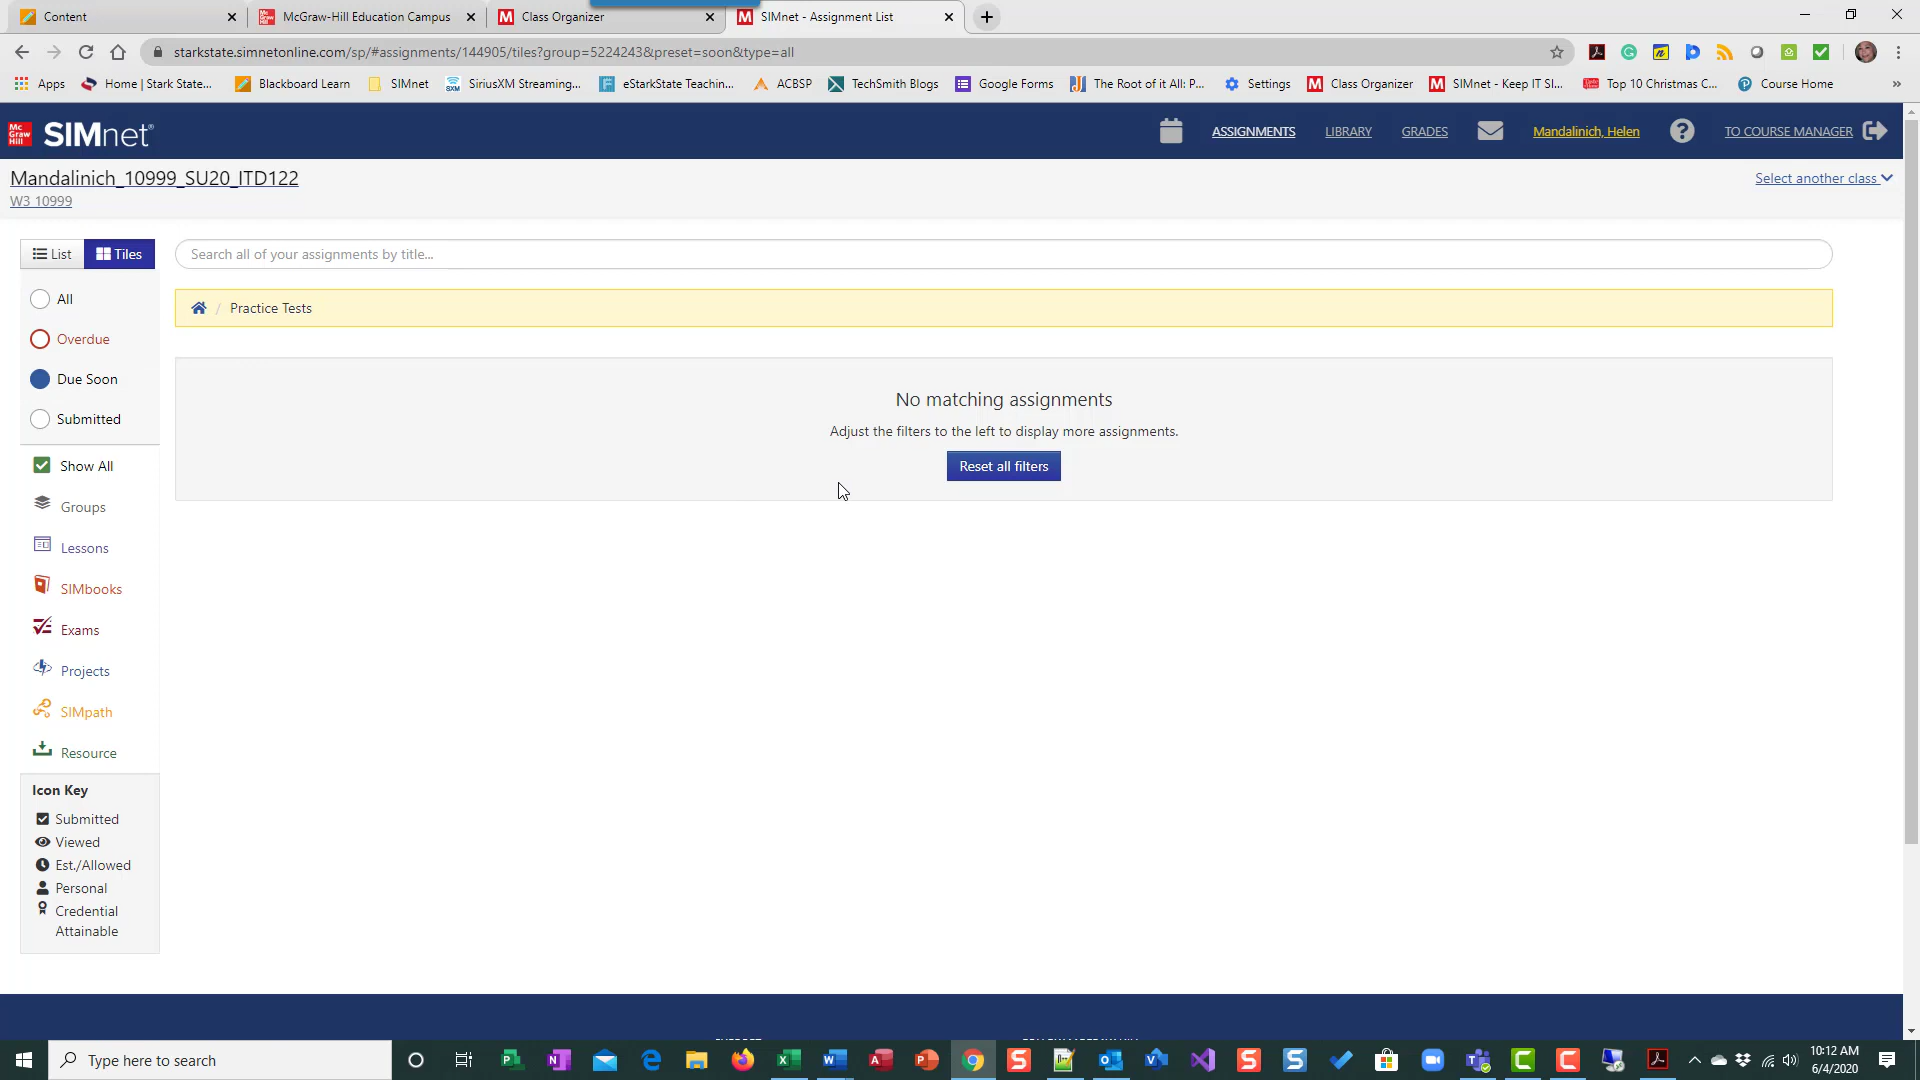 Content
McGraw-Hill Education Campus
Class Organizer
SIMnet - Assignment List
starkstate.simnetonline.com/sp/#assignments/144905/tiles?group=5224243&preset=soon&type=all
Apps
Home | Stark State...
Blackboard Learn
SIMnet
SiriusXM Streaming...
eStarkState Teachin...
ACBSP
TechSmith Blogs
Google Forms
The Root of it All: P...
Settings
Class Organizer
SIMnet - Keep IT SI...
Top 10 Christmas C...
Course Home
»
Mc
Graw
Hill
SIMnet
ASSIGNMENTS
LIBRARY
GRADES
Mandalinich, Helen
TO COURSE MANAGER
Mandalinich_10999_SU20_ITD122
Select another class
W3 10999
List
Tiles
Search all of your assignments by title...
All
/ Practice Tests
Overdue
Due Soon
Submitted
No matching assignments
Adjust the filters to the left to display more assignments.
Reset all filters
Show All
Groups
Lessons
SIMbooks
Exams
Projects
SIMpath
Resource
Icon Key
Submitted
Viewed
Est./Allowed
Personal
Credential
Attainable
Type here to search
10:12 AM
6/4/2020